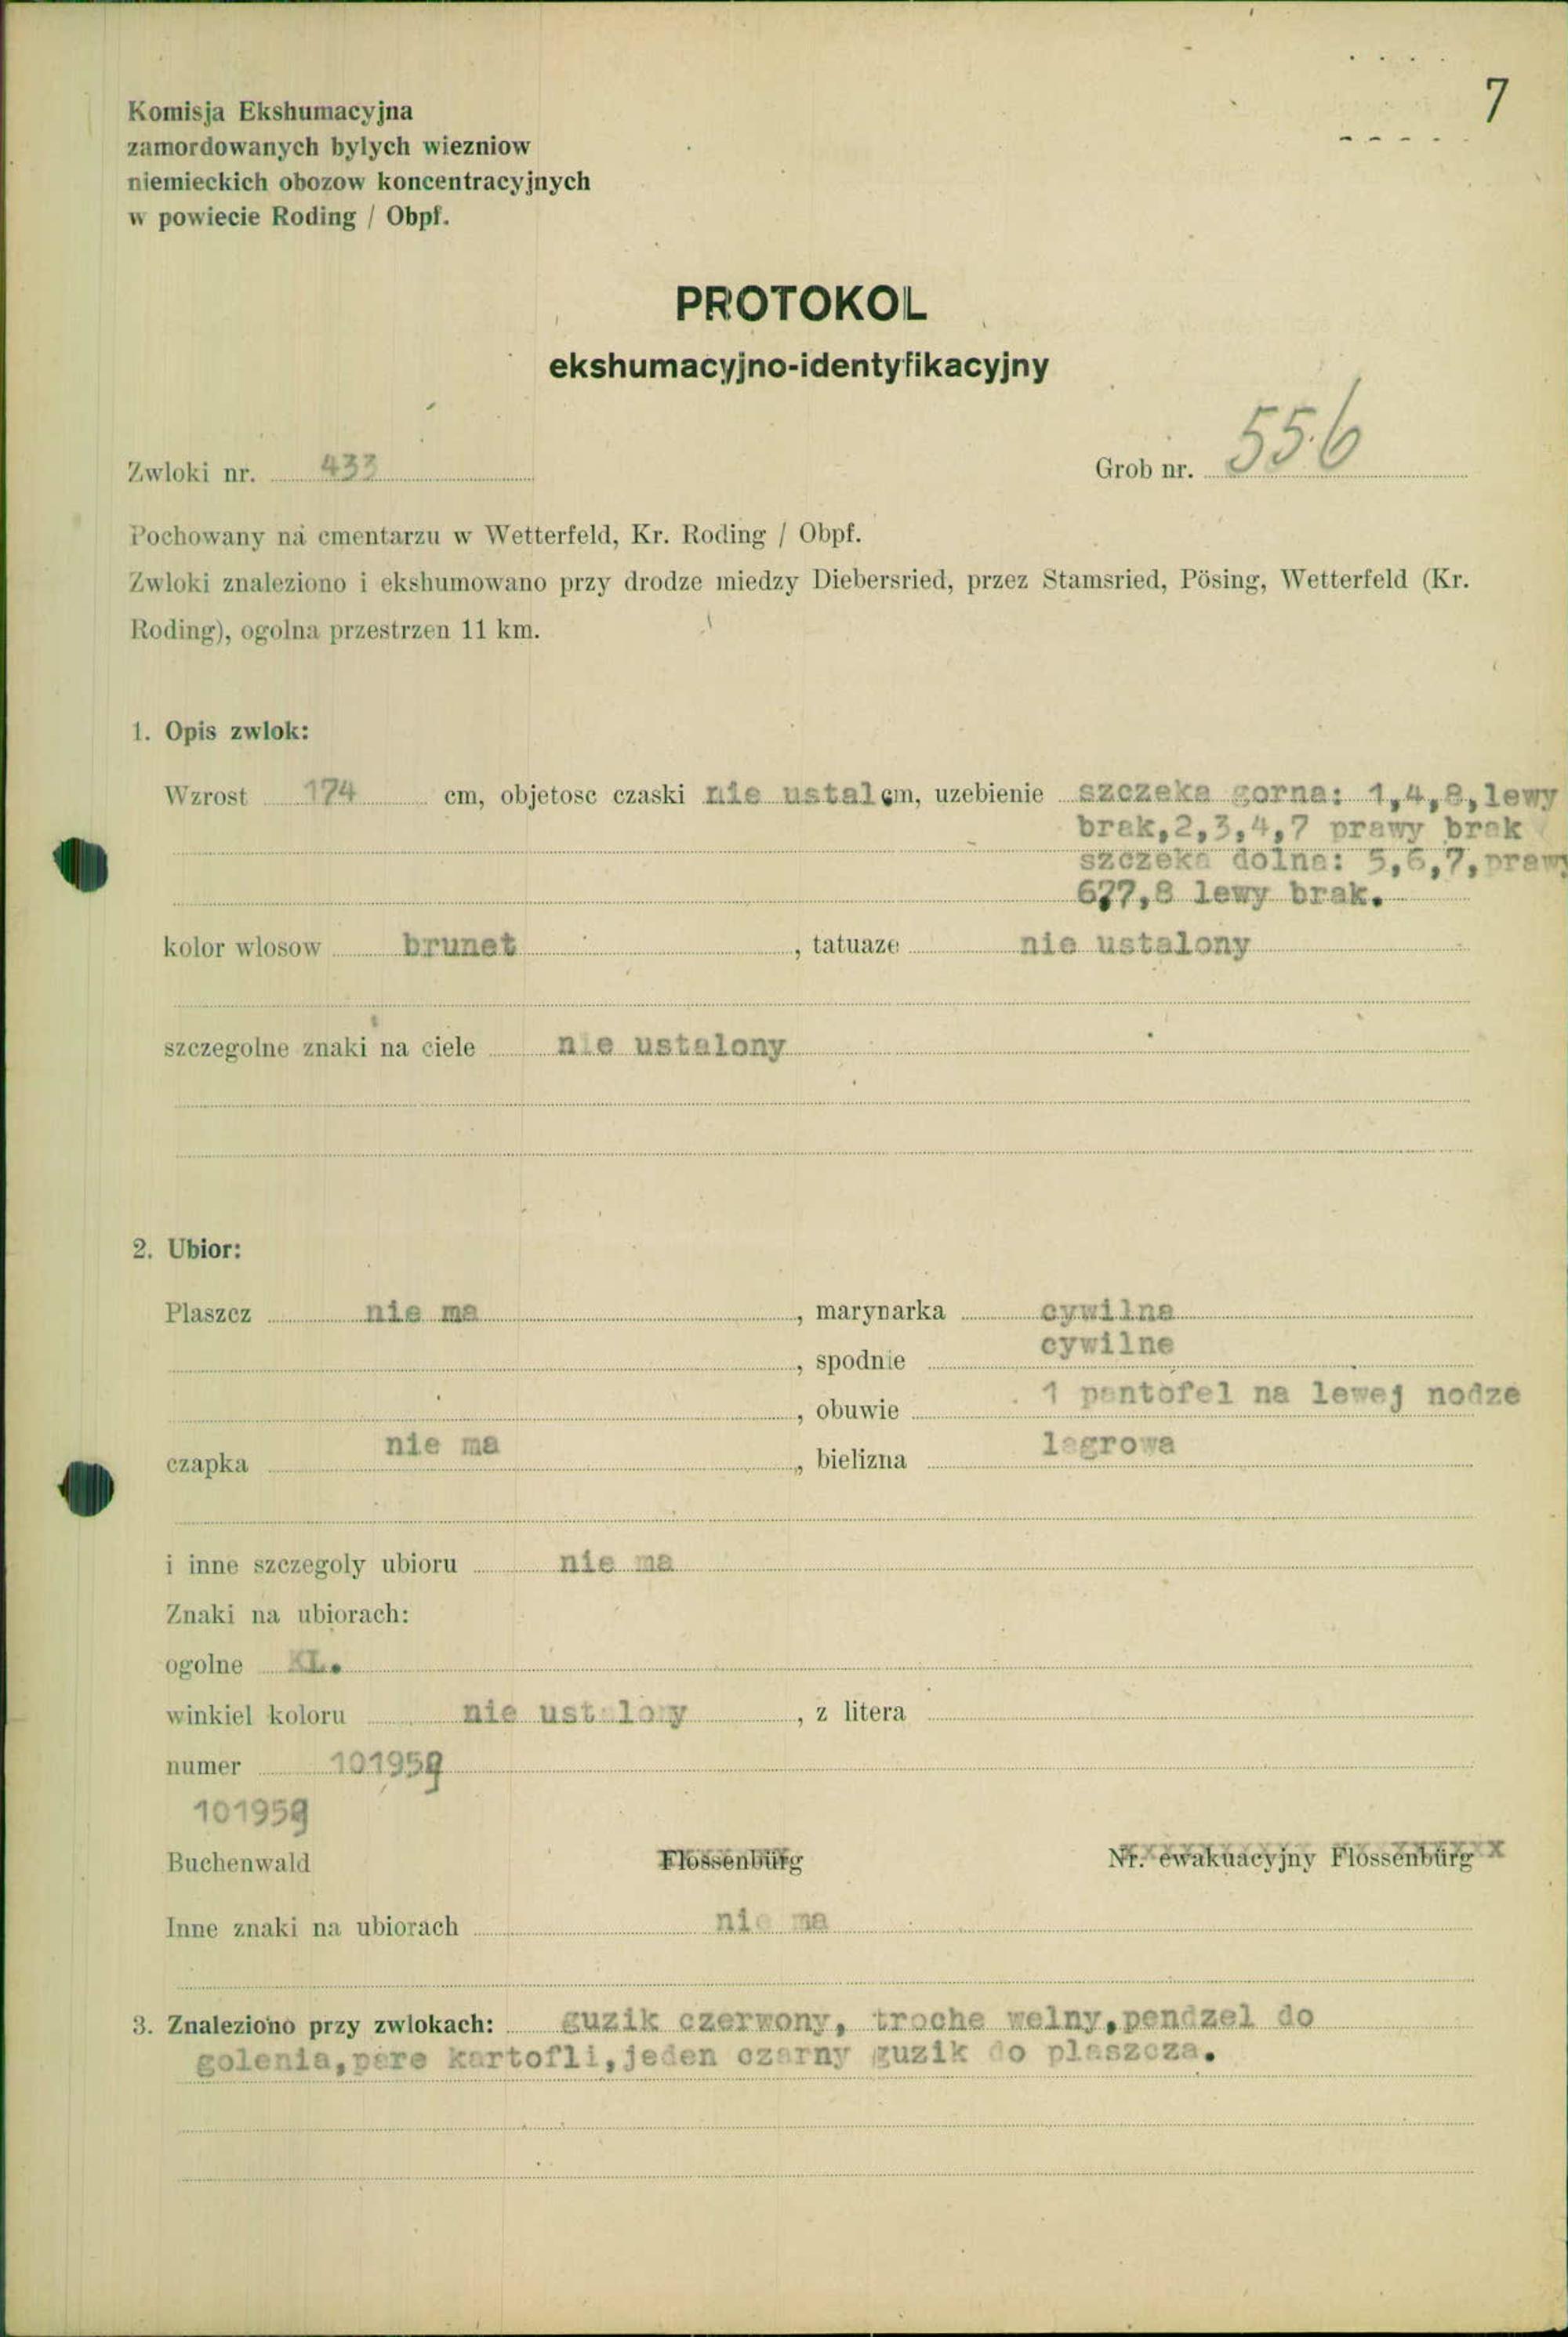 7
Komisja Ekshumacyjna
zamordowanych bylych wiezniow
niemieckich obozow koncentracyjnych
w powiecie Roding / Obpf.
PROTOKOL
ekshumacyjno-identyfikacyjny
Zwloki nr. 433 Grob nr. 556
Pochowany na cmentarzu w Wetterfeld, Kr. Roding / Obpf.
Zwloki znaleziono i ekshumowano przy drodze miedzy Diebersried, przez Stamsried, Pösing, Wetterfeld (Kr.
Roding), ogolna przestrzen 11 km.
1. Opis zwlok:
Wzrost 174 cm, objetosc czaski nie ustal cm, uzebienie szczeka gorna: 1,4,8, lewy
brak,2,3,4,7 prawy brak
szczeka dolna: 5,6,7, prawy
677,8 lewy brak.
kolor wlosow brunet, tatuaze nie ustalony
szczegolne znaki na ciele nie ustalony
2. Ubior:
Plaszcz nie ma, marynarka cywilna
, spodnie cywilne
, obuwie 1 pantofel na lewej nodze
czapka nie ma, bielizna lagrowa
i inne szczegoly ubioru nie ma
Znaki na ubiorach:
ogolne KL.
winkiel koloru nie ustalony, z litera
numer 101959
101959
Buchenwald Flossenbürg Nr. ewakuacyjny Flossenbürg
Inne znaki na ubiorach nie ma
3. Znaleziono przy zwlokach: guzik czerwony, troche welny, pendzel do
golenia, pare kartofli, jeden czarny guzik do plaszcza.